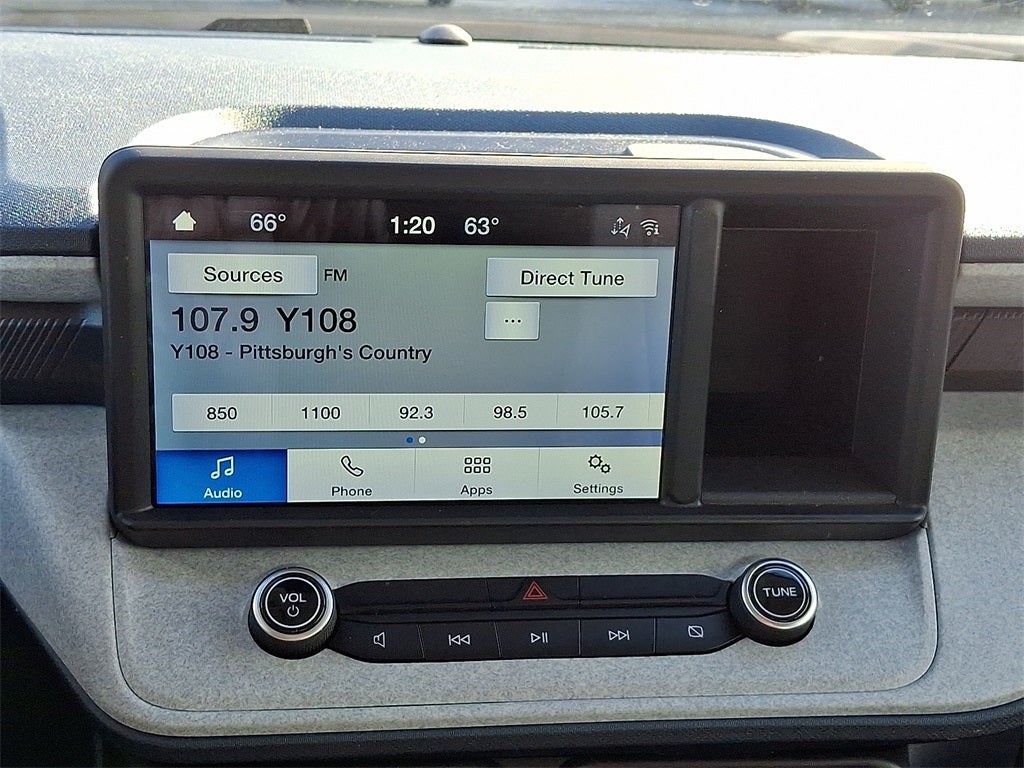 66° 1:20 63°
Sources FM Direct Tune
107.9 Y108 ...
Y108 - Pittsburgh's Country
850 1100 92.3 98.5 105.7
Audio Phone Apps Settings
VOL TUNE